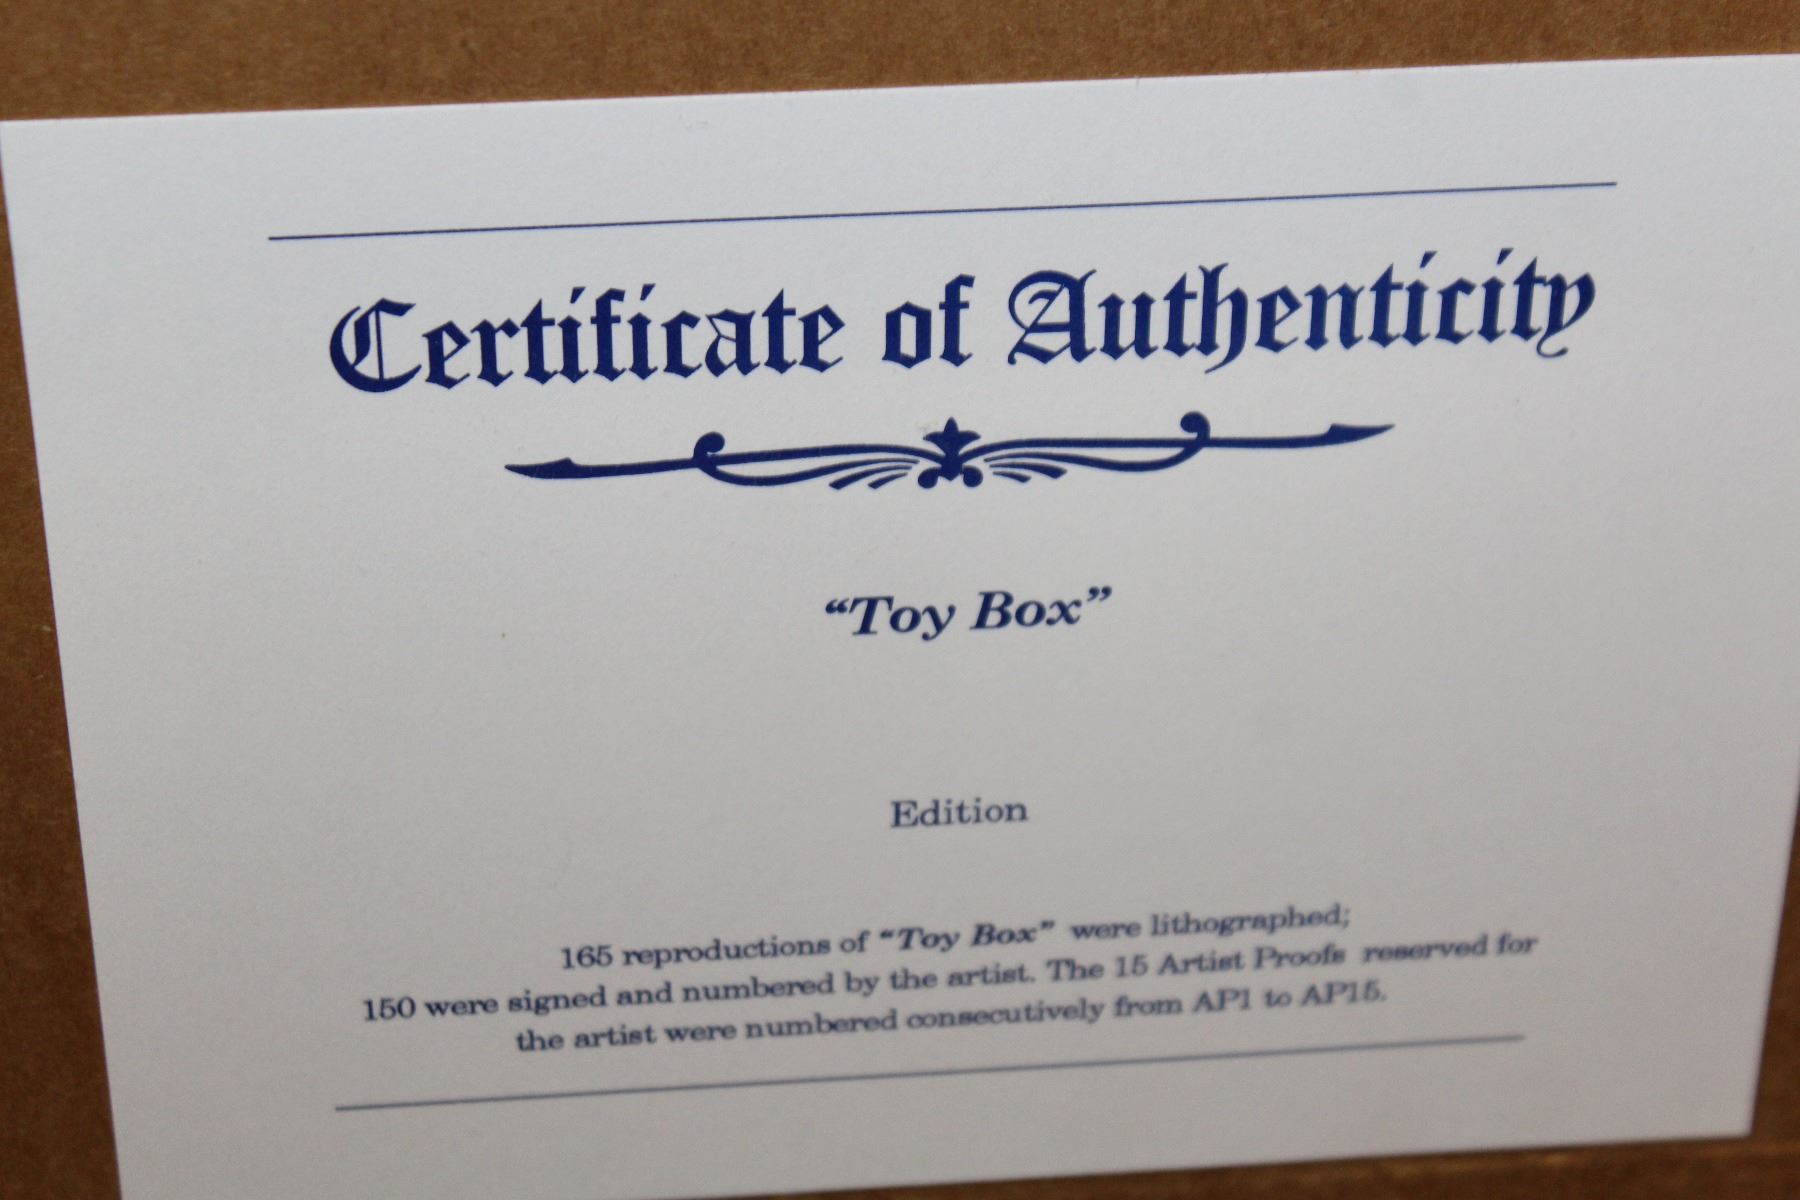 Certificate of Authenticity
“Toy Box”
Edition
165 reproductions of “Toy Box” were lithographed;
150 were signed and numbered by the artist. The 15 Artist Proofs reserved for
the artist were numbered consecutively from AP1 to AP15.